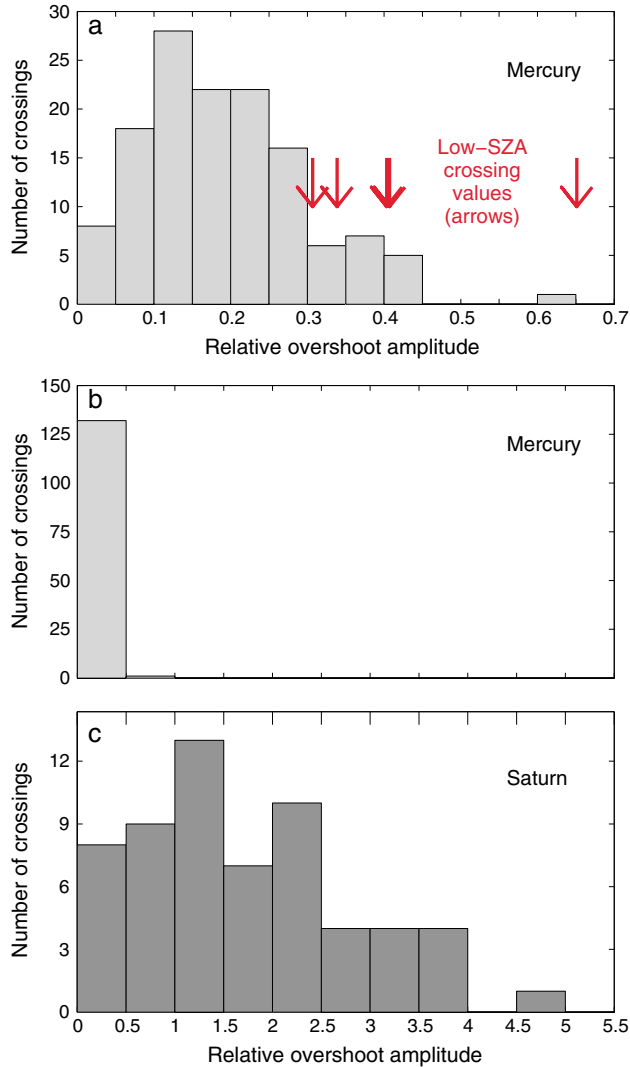 a
Mercury
Number of crossings
30
25
20
15
10
5
0
Low−SZA
crossing
values
(arrows)
0 0.1 0.2 0.3 0.4 0.5 0.6 0.7
Relative overshoot amplitude
b
Mercury
Number of crossings
150
125
100
75
50
25
0
c
Saturn
Number of crossings
12
9
6
3
0
0 0.5 1 1.5 2 2.5 3 3.5 4 4.5 5 5.5
Relative overshoot amplitude